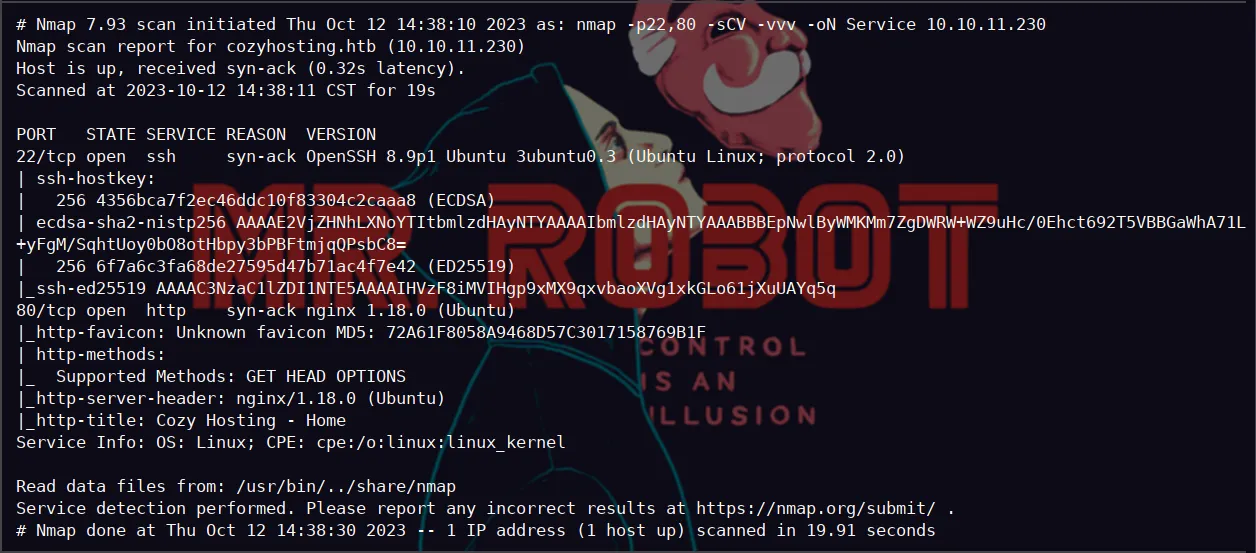 # Nmap 7.93 scan initiated Thu Oct 12 14:38:10 2023 as: nmap -p22,80 -sCV -vvv -oN Service 10.10.11.230
Nmap scan report for cozyhosting.htb (10.10.11.230)
Host is up, received syn-ack (0.32s latency).
Scanned at 2023-10-12 14:38:11 CST for 19s
PORT   STATE SERVICE REASON  VERSION
22/tcp open  ssh     syn-ack OpenSSH 8.9p1 Ubuntu 3ubuntu0.3 (Ubuntu Linux; protocol 2.0)
| ssh-hostkey:
|   256 4356bca7f2ec46ddc10f83304c2caaa8 (ECDSA)
| ecdsa-sha2-nistp256 AAAAE2VjZHNhLXNoYTItbmlzdHAyNTYAAAAIbmlzdHAyNTYAAABBBEpNwlByWMKMm7ZgDWRW+WZ9uHc/0Ehct692T5VBBGaWhA71L
+yFgM/SqhtUoy0bO8otHbpy3bPBFtmjqQPsbC8=
|   256 6f7a6c3fa68de27595d47b71ac4f7e42 (ED25519)
|_ssh-ed25519 AAAAC3NzaC1lZDI1NTE5AAAAIHVzF8iMVIHgp9xMX9qxvbaoXVg1xkGLo61jXuUAYq5q
80/tcp open  http    syn-ack nginx 1.18.0 (Ubuntu)
|_http-favicon: Unknown favicon MD5: 72A61F8058A9468D57C3017158769B1F
| http-methods:
|_  Supported Methods: GET HEAD OPTIONS
|_http-server-header: nginx/1.18.0 (Ubuntu)
|_http-title: Cozy Hosting - Home
Service Info: OS: Linux; CPE: cpe:/o:linux:linux_kernel
Read data files from: /usr/bin/../share/nmap
Service detection performed. Please report any incorrect results at https://nmap.org/submit/ .
# Nmap done at Thu Oct 12 14:38:30 2023 -- 1 IP address (1 host up) scanned in 19.91 seconds
MR. ROBOT
CONTROL
IS AN
ILLUSION